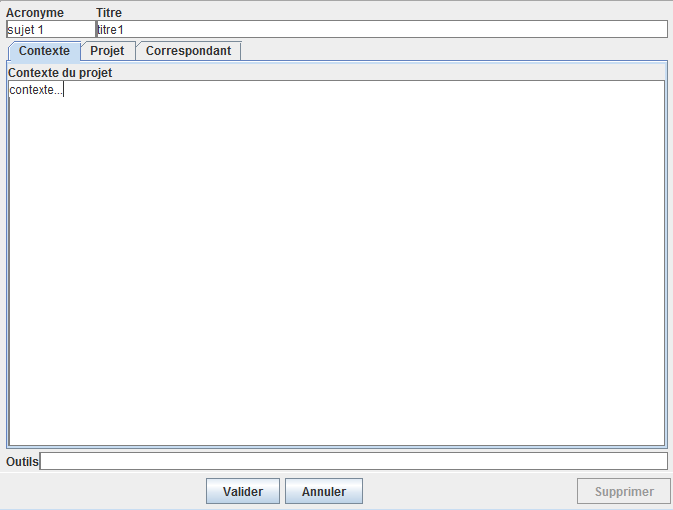 Acronyme Titre
sujet 1 titre1
Contexte Projet Correspondant
Contexte du projet
contexte...
Outils
Valider Annuler Supprimer